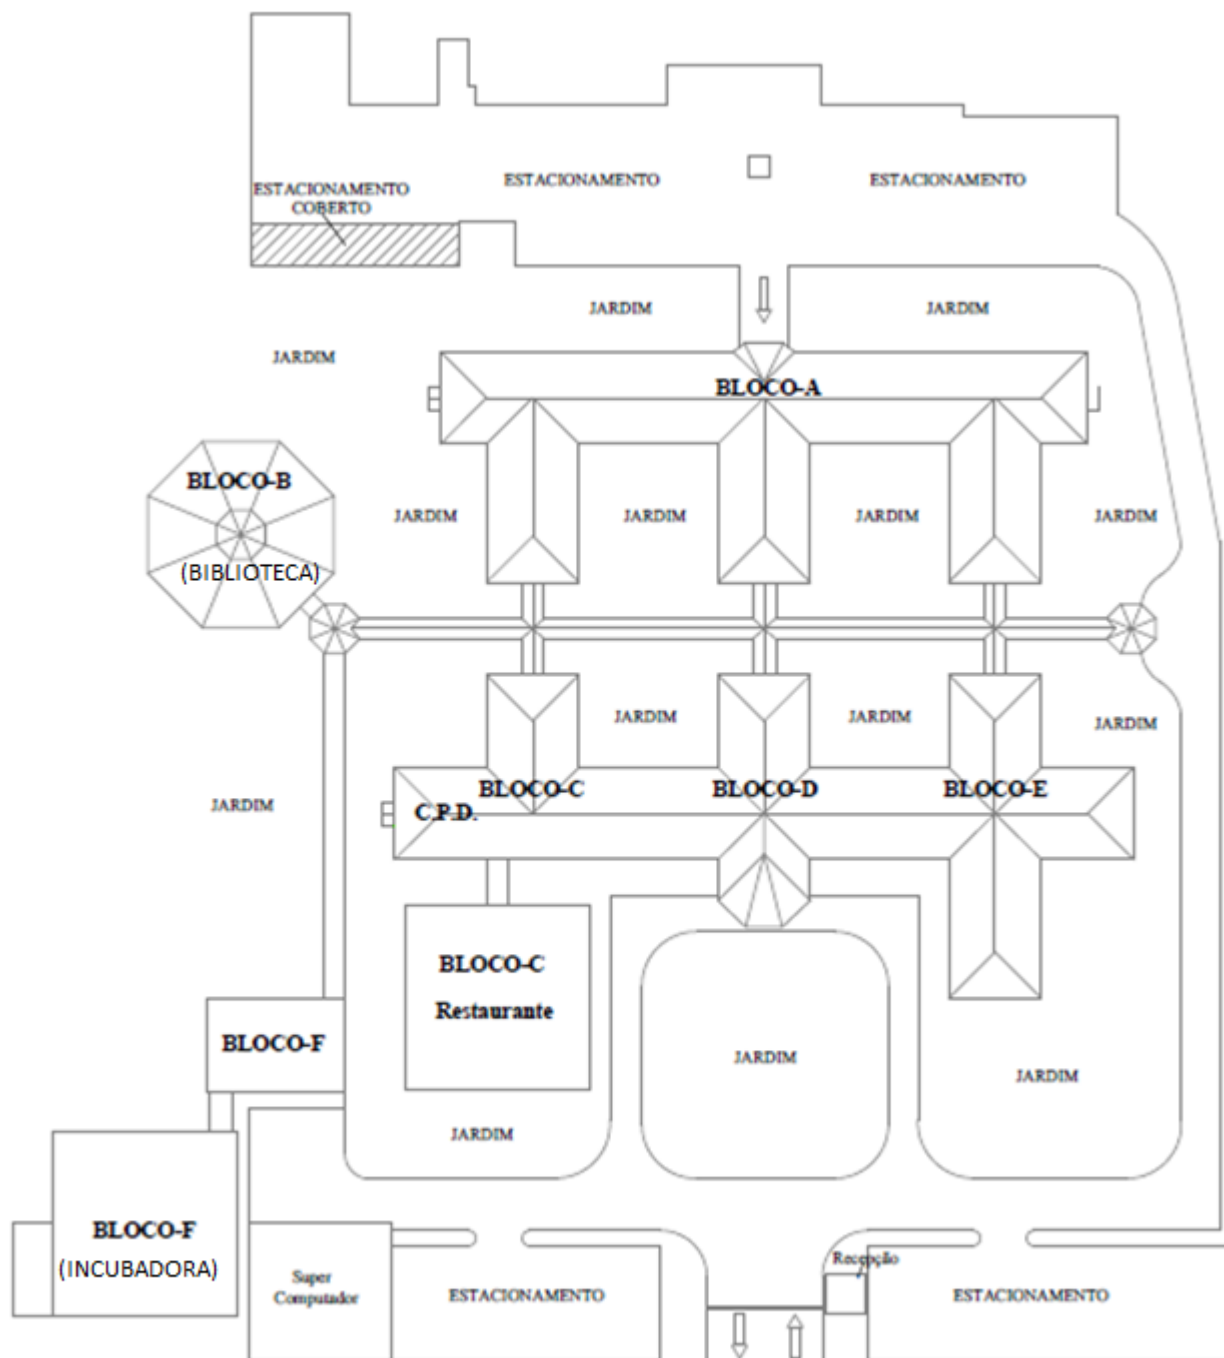 ESTACIONAMENTO
COBERTO
ESTACIONAMENTO
ESTACIONAMENTO
JARDIM
JARDIM
JARDIM
BLOCO-A
BLOCO-B
(BIBLIOTECA)
JARDIM
JARDIM
JARDIM
JARDIM
JARDIM
JARDIM
JARDIM
JARDIM
BLOCO-C
BLOCO-D
BLOCO-E
C.P.D.
BLOCO-C
Restaurante
BLOCO-F
JARDIM
JARDIM
JARDIM
BLOCO-F
(INCUBADORA)
Super
Computador
ESTACIONAMENTO
Recepção
ESTACIONAMENTO